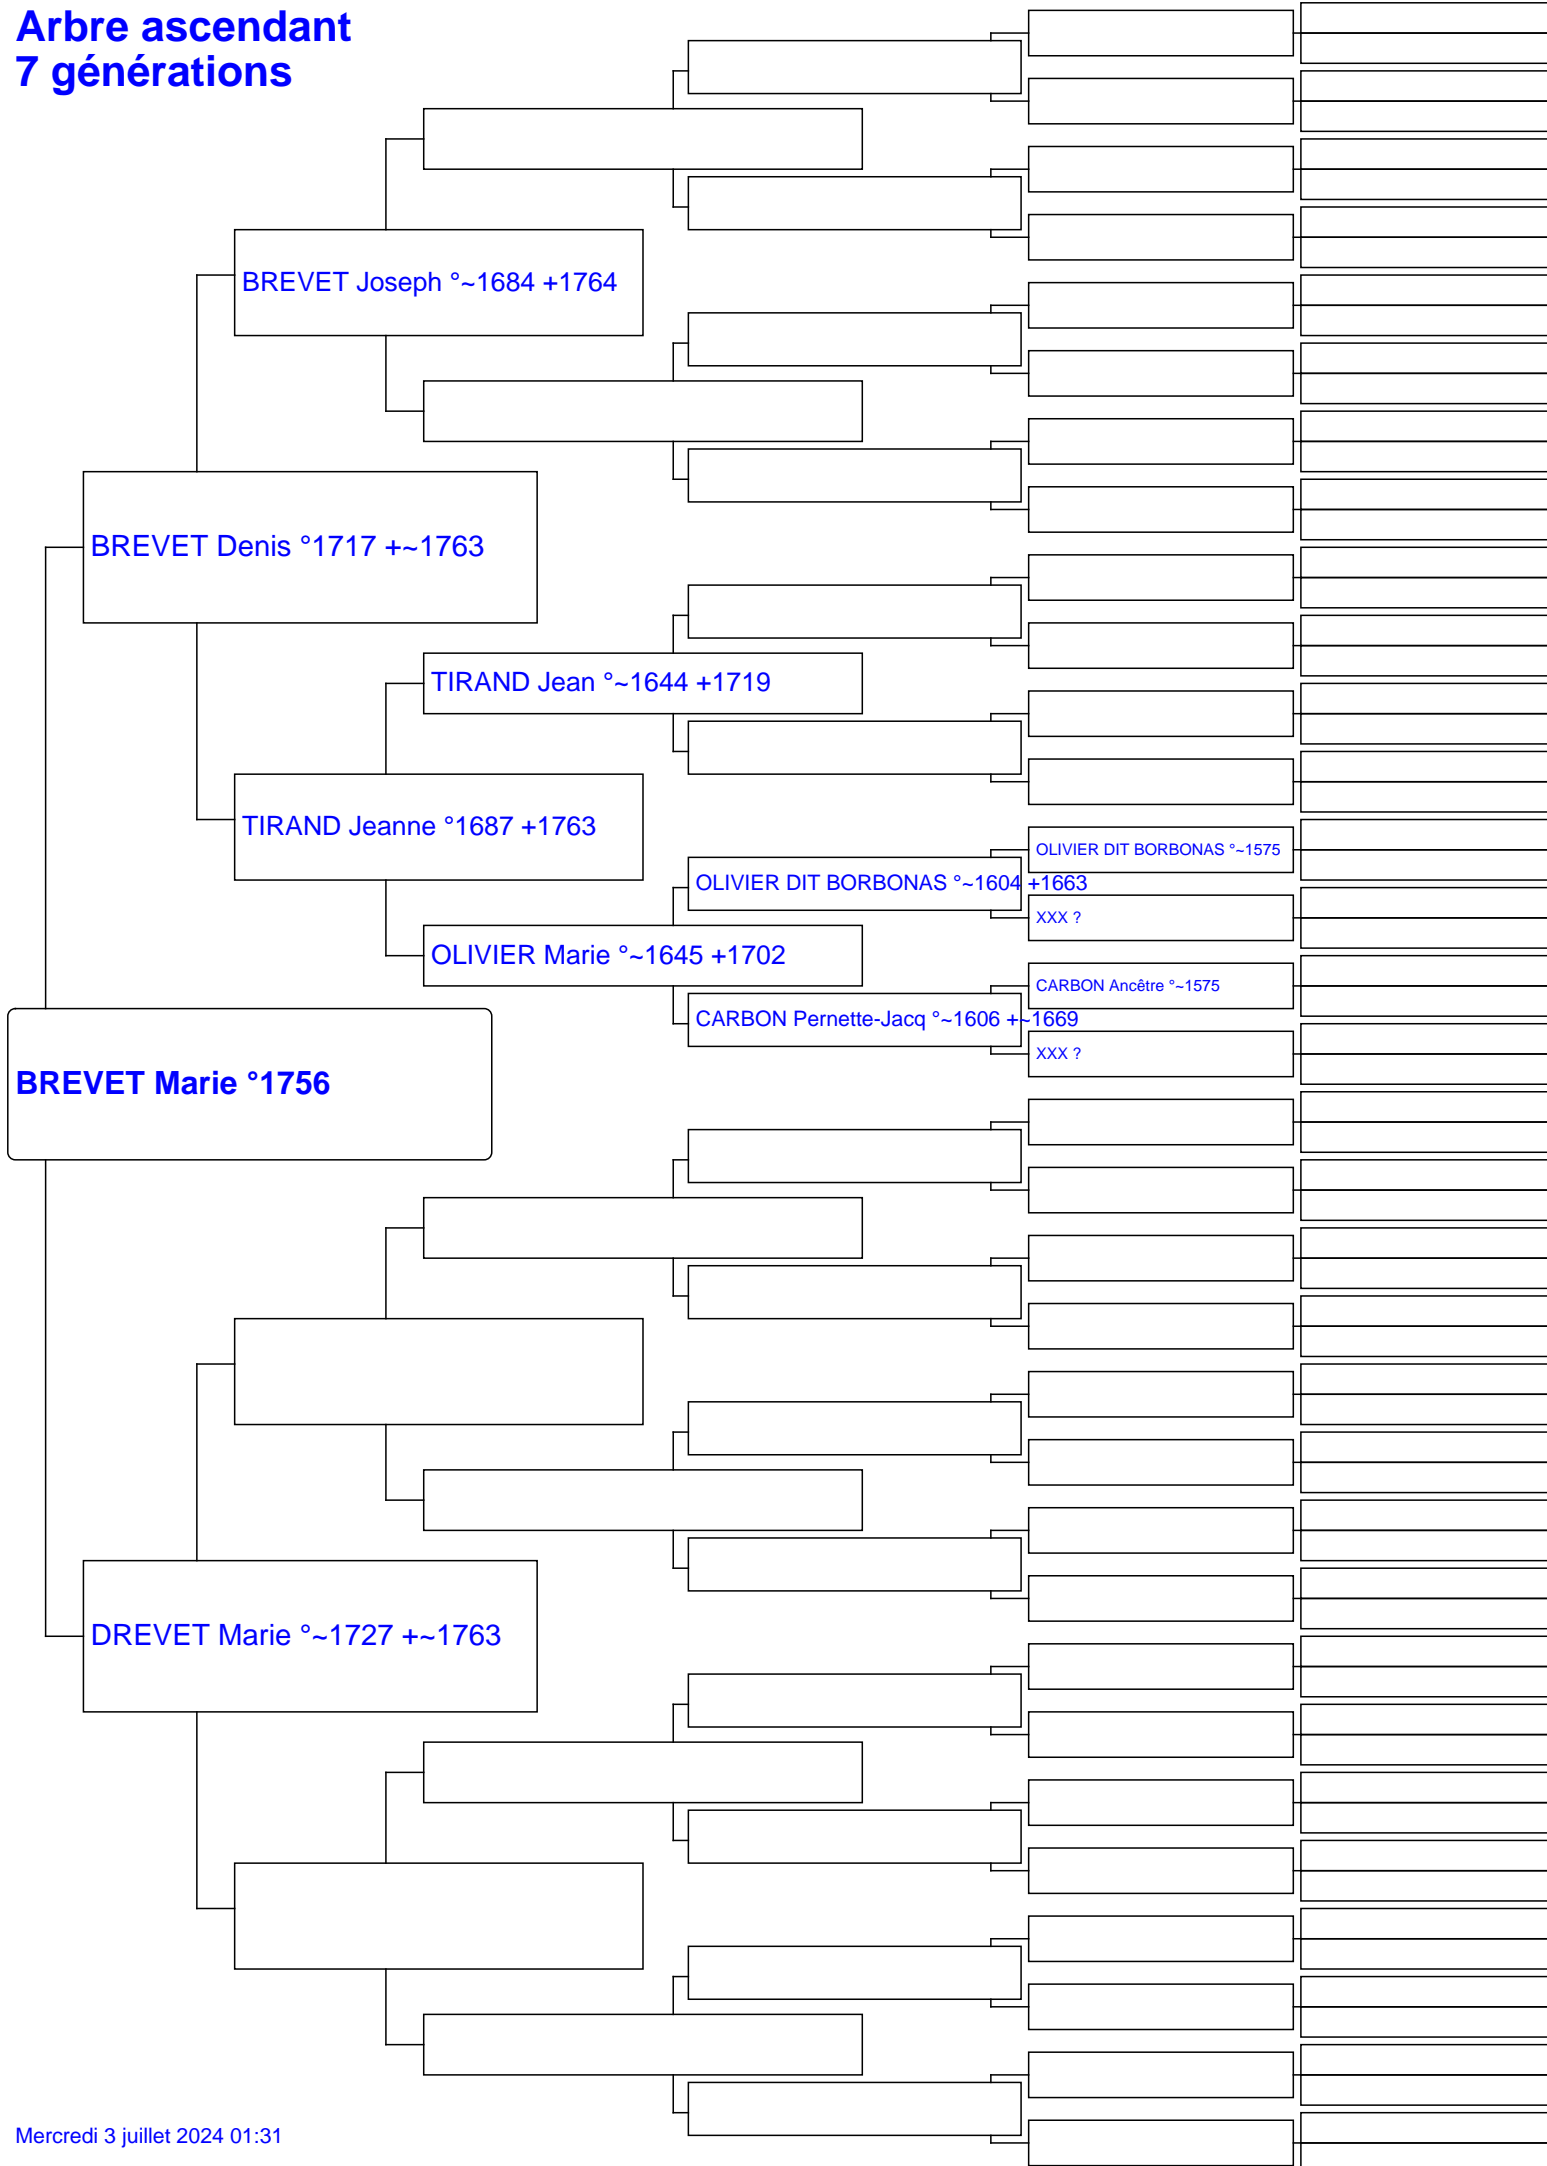 Arbre ascendant
7 générations
BREVET Joseph °~1684 +1764
BREVET Denis °1717 +~1763
TIRAND Jean °~1644 +1719
TIRAND Jeanne °1687 +1763
OLIVIER DIT BORBONAS °~1575
OLIVIER DIT BORBONAS °~1604 +1663
XXX ?
OLIVIER Marie °~1645 +1702
CARBON Ancêtre °~1575
CARBON Pernette-Jacq °~1606 +~1669
XXX ?
BREVET Marie °1756
DREVET Marie °~1727 +~1763
Mercredi 3 juillet 2024 01:31